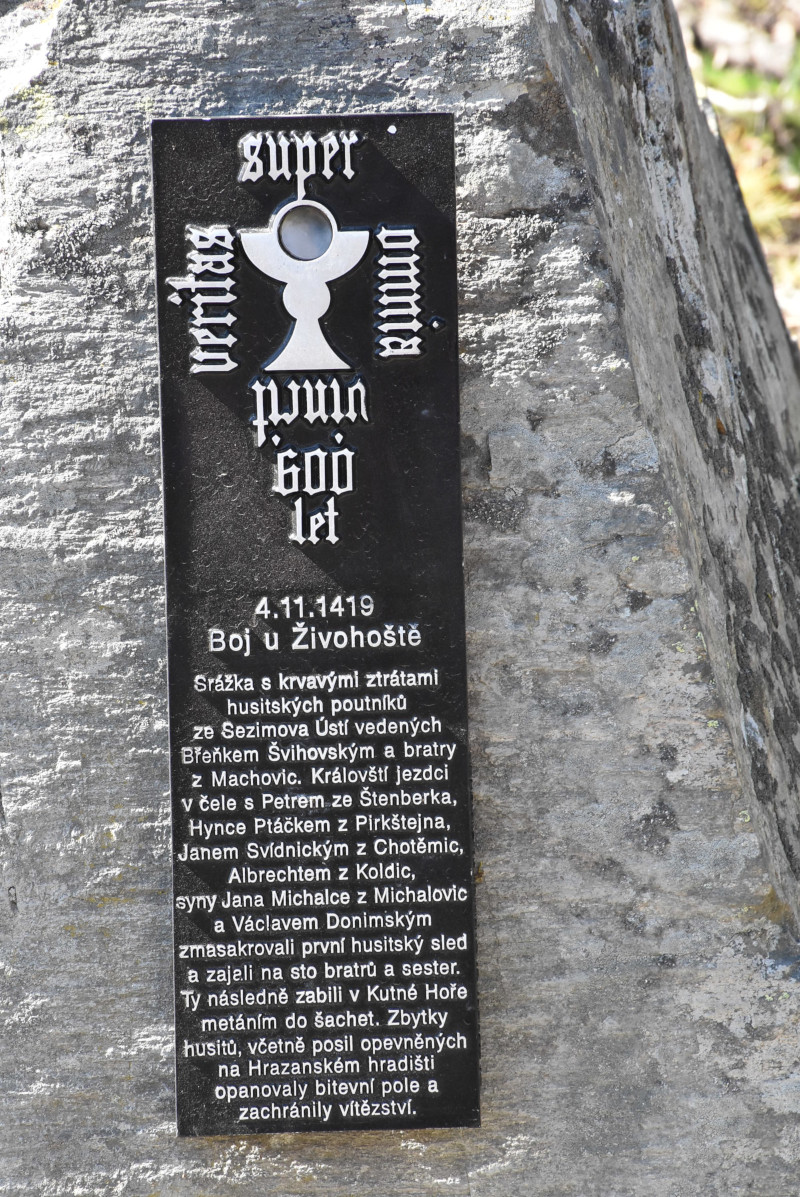 super
veritas
omnia
vincit
600
let
4.11.1419
Boj u Živohoště
Srážka s krvavými ztrátami
husitských poutníků
ze Sezimova Ústí vedených
Břeňkem Švihovským a bratry
z Machovic. Královští jezdci
v čele s Petrem ze Štenberka,
Hynce Ptáčkem z Pirkštejna,
Janem Svídnickým z Chotěmic,
Albrechtem z Koldic,
syny Jana Michalce z Michalovic
a Václavem Donimským
zmasakrovali první husitský sled
a zajali na sto bratrů a sester.
Ty následně zabili v Kutné Hoře
metáním do šachet. Zbytky
husitů, včetně posil opevněných
na Hrazanském hradišti
opanovaly bitevní pole a
zachránily vítězství.